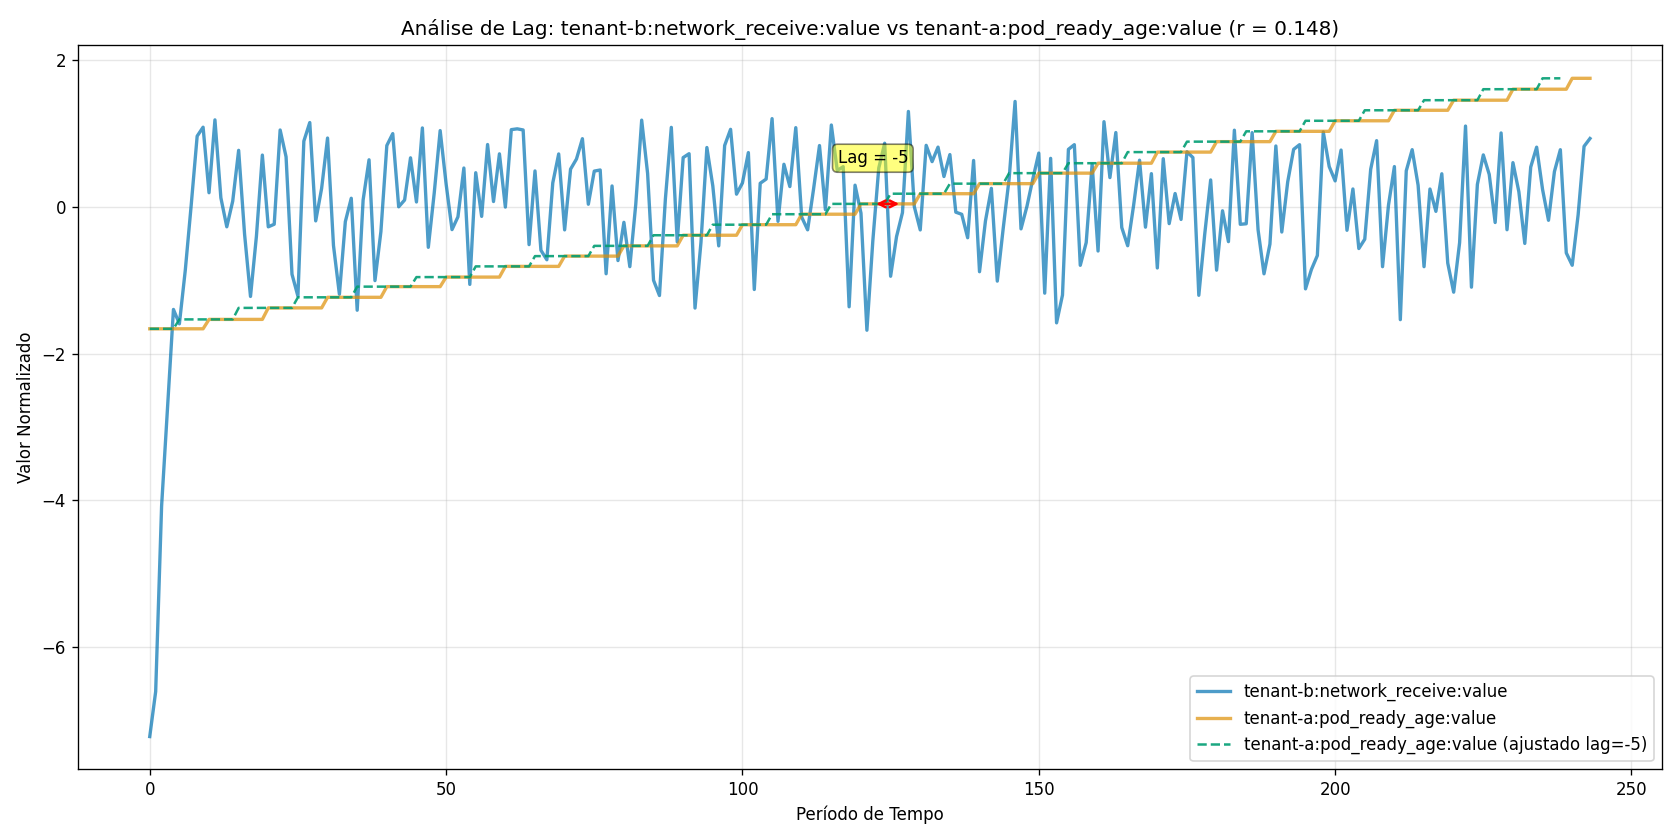 Análise de Lag: tenant-b:network_receive:value vs tenant-a:pod_ready_age:value (r = 0.148)
Valor Normalizado
2
0
−2
−4
−6
Lag = -5
tenant-b:network_receive:value
tenant-a:pod_ready_age:value
tenant-a:pod_ready_age:value (ajustado lag=-5)
0
50
100
150
200
250
Período de Tempo